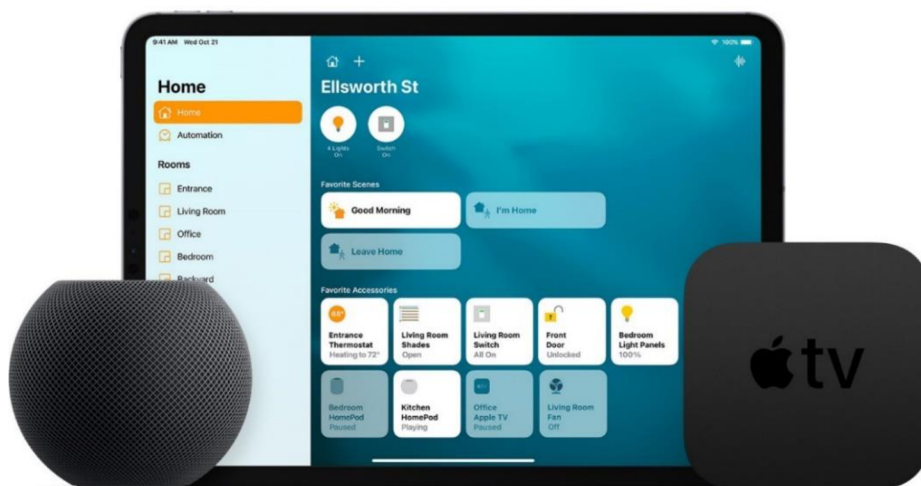 9:41 AM Wed Oct 21
100%
Home
Home
Automation
Rooms
Entrance
Living Room
Office
Bedroom
Backyard
Ellsworth St
4 Lights
On
Switch
On
Favorite Scenes
Good Morning
I'm Home
Leave Home
Favorite Accessories
68°
Entrance
Thermostat
Heating to 72°
Living Room
Shades
Open
Living Room
Switch
All On
Front
Door
Unlocked
Bedroom
Light Panels
100%
Bedroom
HomePod
Paused
Kitchen
HomePod
Playing
tv
Office
Apple TV
Paused
Living Room
Fan
Off
tv